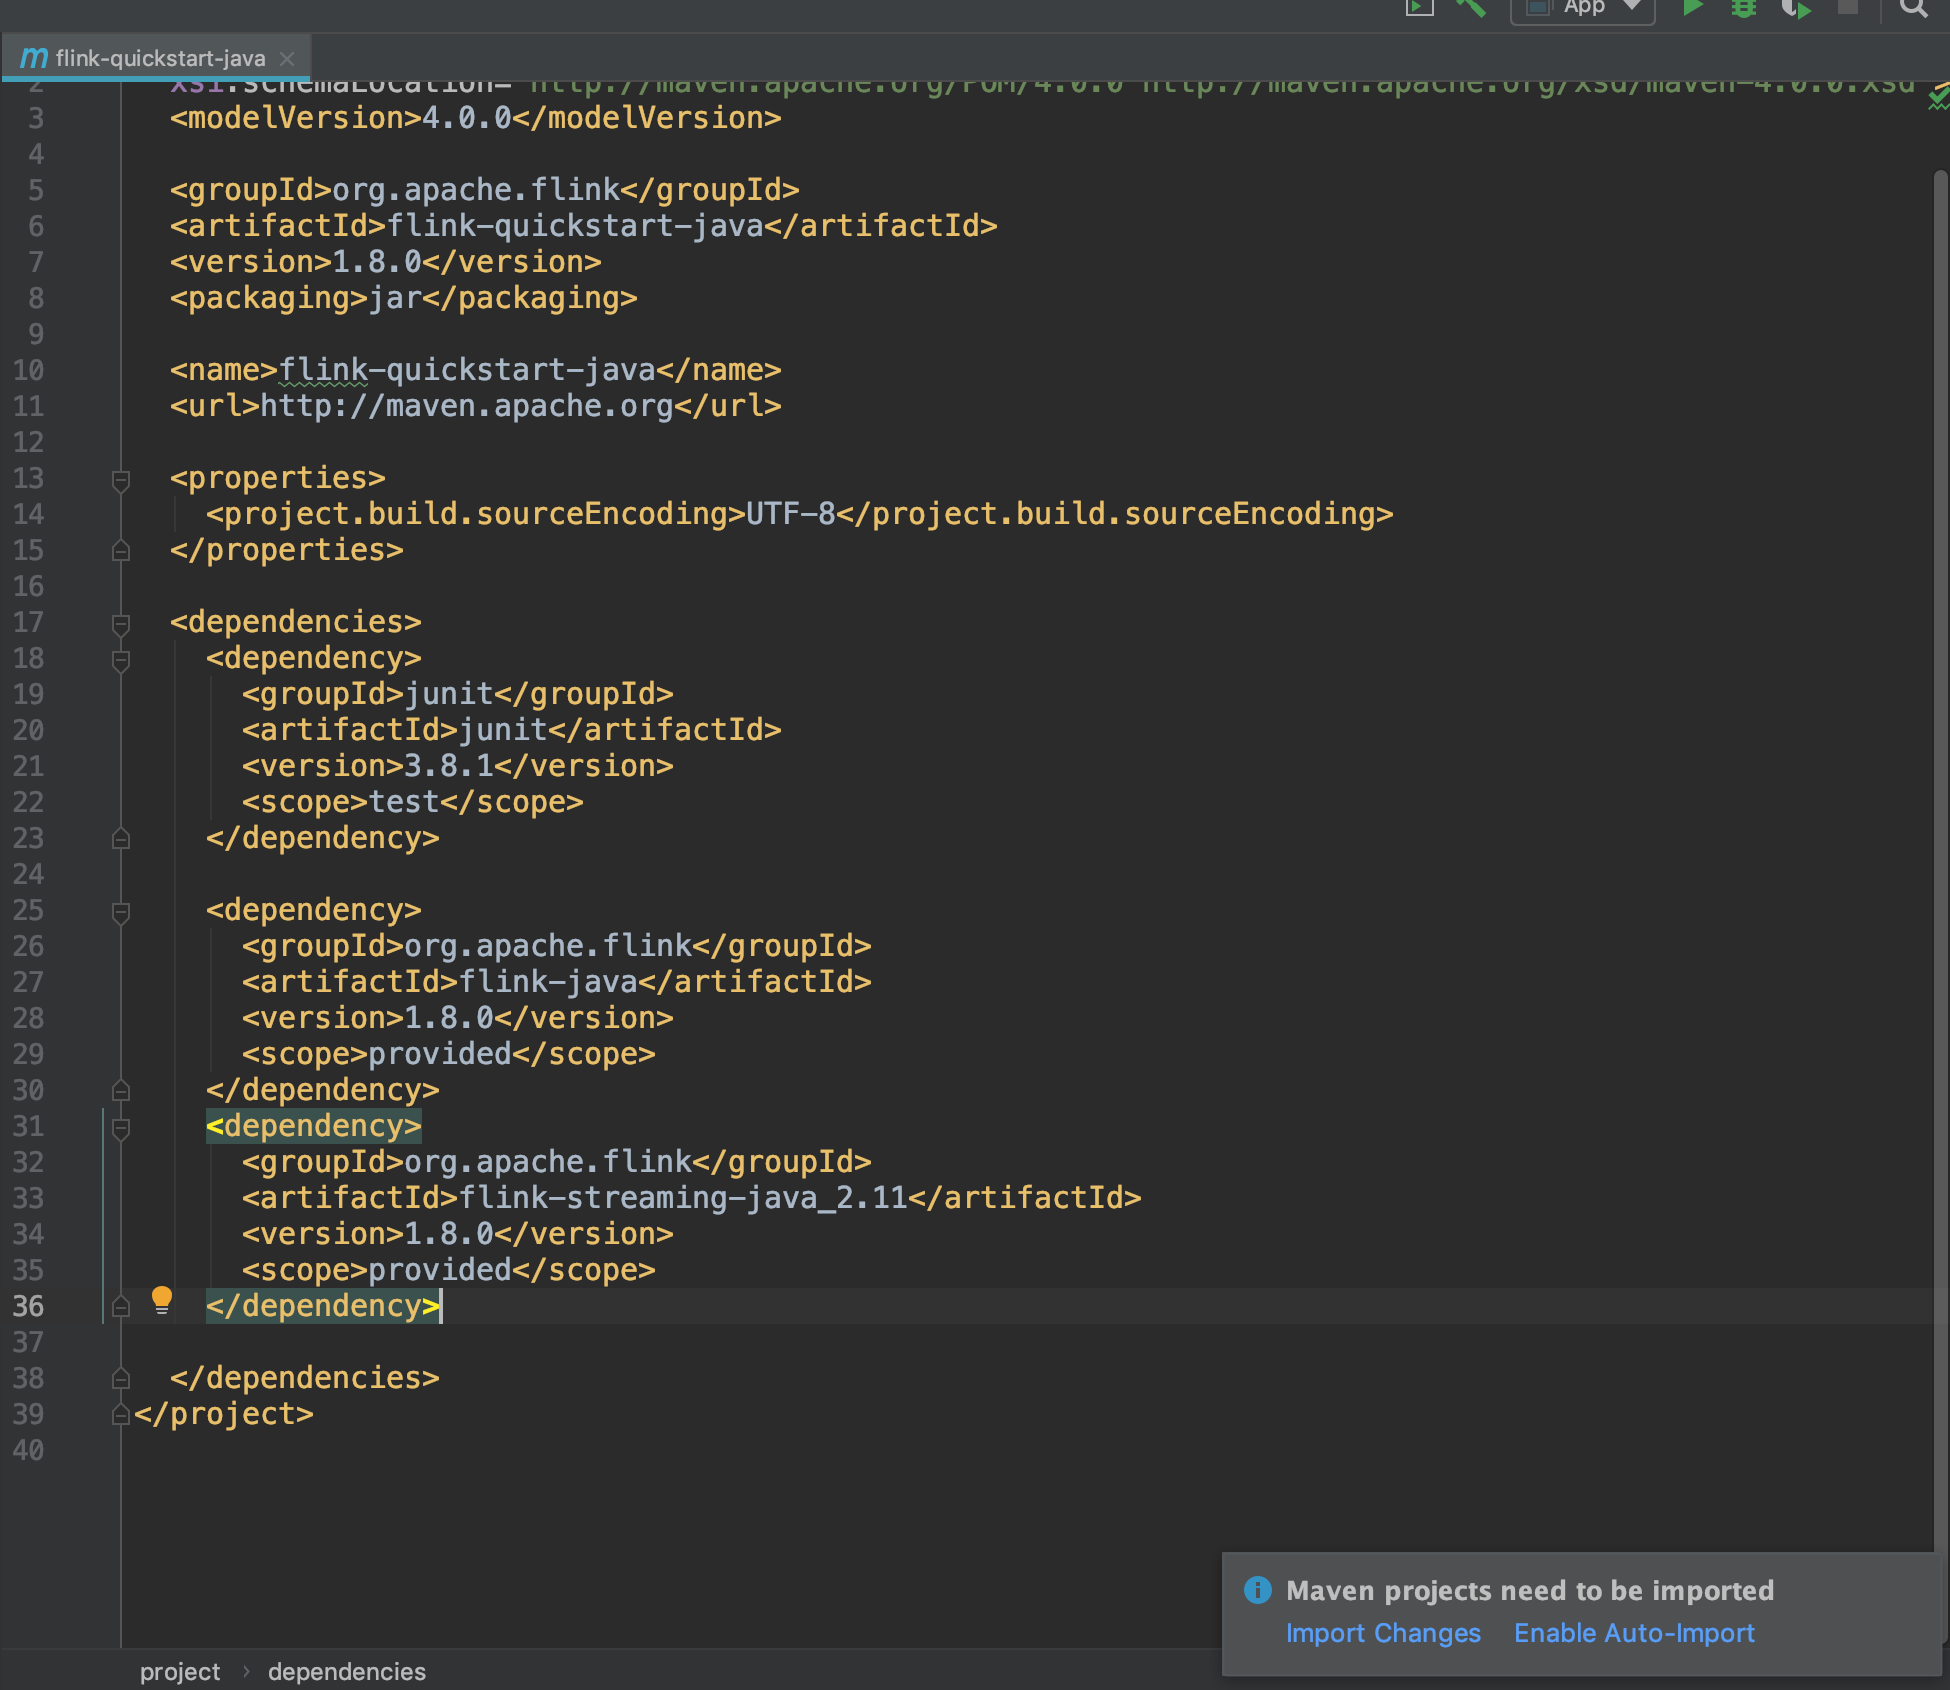 App
flink-quickstart-java
2 xsi:schemaLocation="http://maven.apache.org/POM/4.0.0 http://maven.apache.org/xsd/maven-4.0.0.xsd
3 <modelVersion>4.0.0</modelVersion>
4
5 <groupId>org.apache.flink</groupId>
6 <artifactId>flink-quickstart-java</artifactId>
7 <version>1.8.0</version>
8 <packaging>jar</packaging>
9
10 <name>flink-quickstart-java</name>
11 <url>http://maven.apache.org</url>
12
13 <properties>
14 <project.build.sourceEncoding>UTF-8</project.build.sourceEncoding>
15 </properties>
16
17 <dependencies>
18 <dependency>
19 <groupId>junit</groupId>
20 <artifactId>junit</artifactId>
21 <version>3.8.1</version>
22 <scope>test</scope>
23 </dependency>
24
25 <dependency>
26 <groupId>org.apache.flink</groupId>
27 <artifactId>flink-java</artifactId>
28 <version>1.8.0</version>
29 <scope>provided</scope>
30 </dependency>
31 <dependency>
32 <groupId>org.apache.flink</groupId>
33 <artifactId>flink-streaming-java_2.11</artifactId>
34 <version>1.8.0</version>
35 <scope>provided</scope>
36 </dependency>
37
38 </dependencies>
39 </project>
40
Maven projects need to be imported
Import Changes Enable Auto-Import
project › dependencies